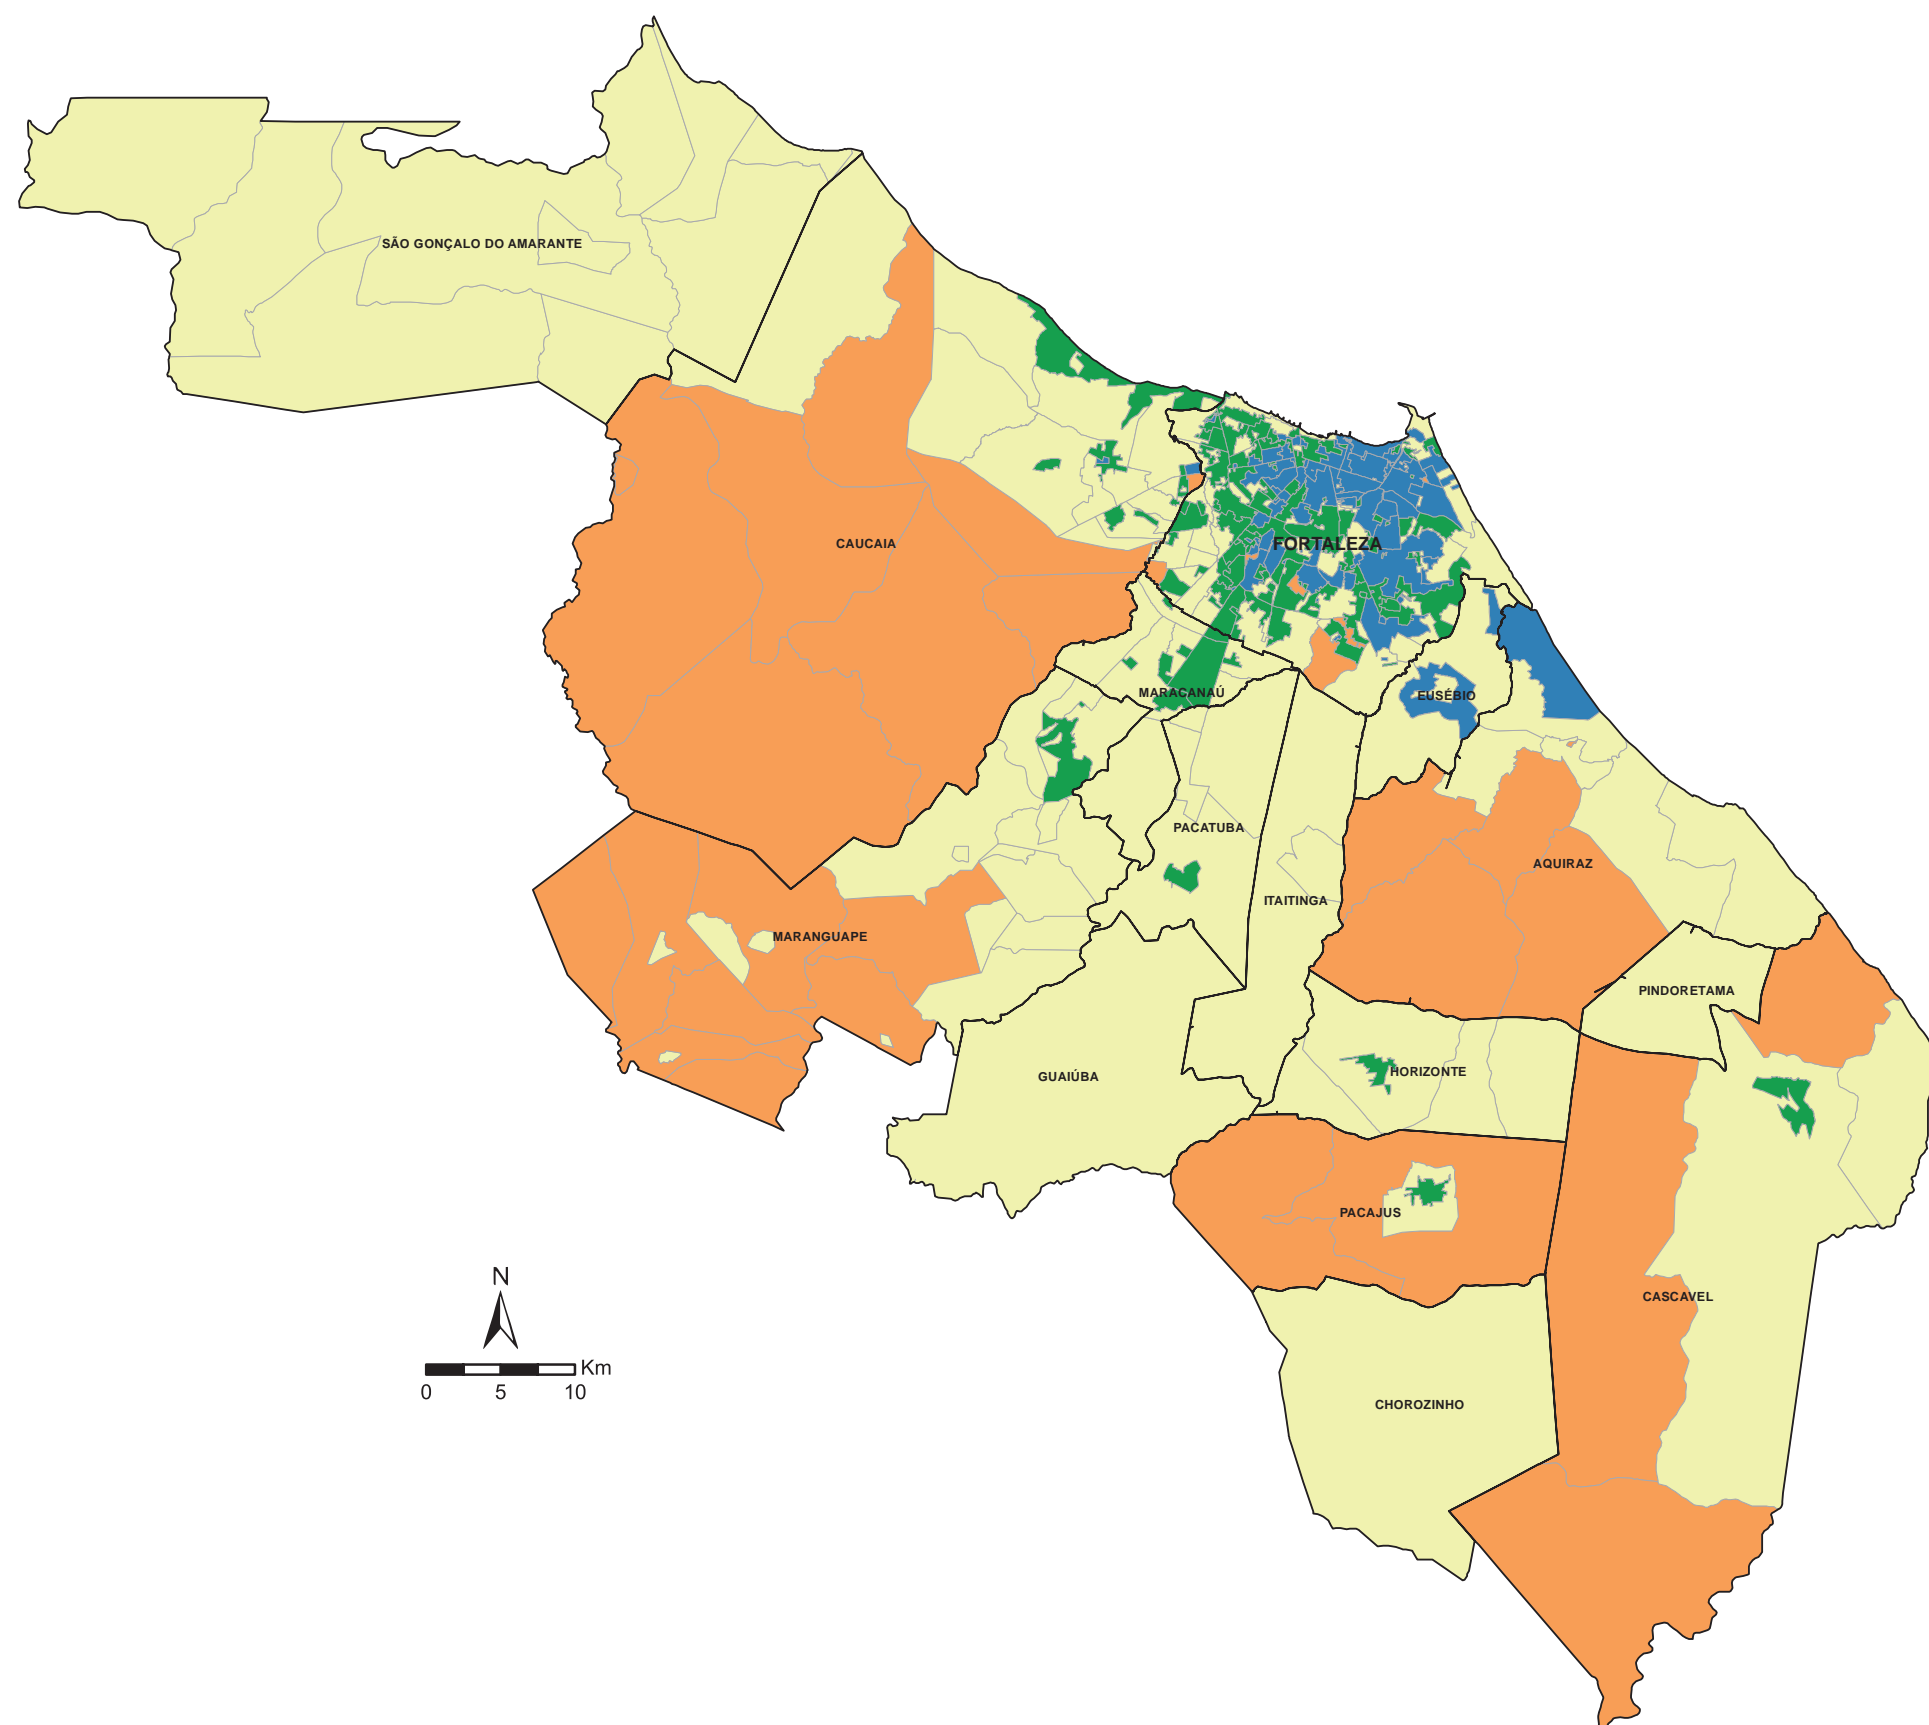 SÃO GONÇALO DO AMARANTE
CAUCAIA
FORTALEZA
MARACANAÚ
EUSÉBIO
PACATUBA
AQUIRAZ
ITAITINGA
MARANGUAPE
PINDORETAMA
GUAIÚBA
HORIZONTE
PACAJUS
CASCAVEL
CHOROZINHO
N
Km
0 5 10